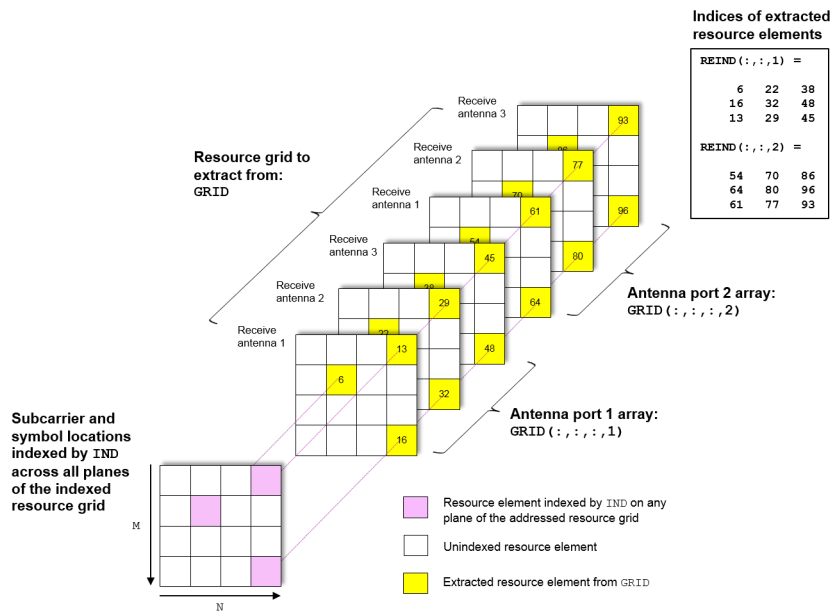 Indices of extracted
resource elements
REIND(:,:,1) =
6 22 38
16 32 48
13 29 45
REIND(:,:,2) =
54 70 86
64 80 96
61 77 93
Receive
antenna 3
93
86
96
Receive
antenna 2
77
70
80
Receive
antenna 1
61
54
64
Resource grid to
extract from:
GRID
Receive
antenna 3
45
38
48
Receive
antenna 2
29
22
32
Receive
antenna 1
13
6
16
Antenna port 2 array:
GRID(:,:,:,2)
Antenna port 1 array:
GRID(:,:,:,1)
Subcarrier and
symbol locations
indexed by IND
across all planes
of the indexed
resource grid
M
N
Resource element indexed by IND on any
plane of the addressed resource grid
Unindexed resource element
Extracted resource element from GRID